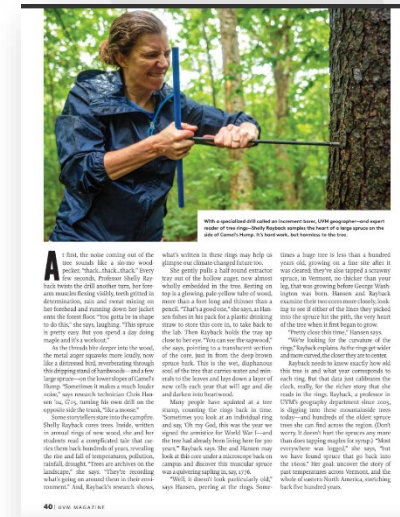 With a specialized drill called an increment borer, UVM geographer—and expert
reader of tree rings—Shelly Rayback samples the heart of a large spruce on the
side of Camel's Hump. It's hard work, but harmless to the tree.
At first, the noise coming out of the
tree sounds like a slo-mo wood-
pecker. "thack...thack..thack." Every
few seconds, Professor Shelly Ray-
back twists the drill another turn, her fore-
arm muscles flexing visibly, teeth gritted in
determination, rain and sweat mixing on
her forehead and running down her jacket
onto the forest floor. "You gotta be in shape
to do this," she says, laughing. "This spruce
is pretty easy. But you spend a day doing
maple and it's a workout."
As the threads bite deeper into the wood,
the metal auger squawks more loudly, now
like a distressed bird, reverberating through
this dripping stand of hardwoods—and a few
large spruce—on the lower slopes of Camel's
Hump. "Sometimes it makes a much louder
noise," says research technician Chris Han-
sen running his own drill on the
opposite side the trunk, "like a moose."
Some storytellers stare into the campfire.
Shelly Rayback cores trees. Inside, written
in annual rings of new wood, she and her
students read a complicated tale that car-
ries them back hundreds of years, revealing
the rise and fall of temperatures, pollution,
rainfall, drought. "Trees are archives on the
landscape," she says. "They're recording
what's going on around them in their envi-
ronment." And, Rayback's research shows,
what's written in these rings may help us
glimpse our climate-changed future too.
She gently pulls a half-round extractor
tray out of the hollow auger, now almost
wholly embedded in the tree. Resting on
top is a glowing, pale-yellow tube of wood,
more than a foot long and thinner than a
pencil. "That's a good one," she says, as Han-
sen fishes in his pack for a plastic drinking
straw to store this core in, to take back to
the lab. Then Rayback holds the tray up
close to her eye. "You can see the sapwood,"
she says, pointing to a translucent section
of the core, just in from the deep-brown
spruce bark. This is the wet, diaphanous
soul of the tree that carries water and min-
erals to the leaves and lays down a layer of
new cells each year that will age and die
and darken into heartwood.
Many people have squinted at a tree
stump, counting the rings back in time.
"Sometimes you look at an individual ring
and say, 'Oh my God, this was the year we
signed the armistice for World War I—and
the tree had already been living here for 300
years,'" Rayback says. She and Hansen may
look at this core under a microscope back on
campus and discover this muscular spruce
was a quivering sapling in, say, 1776.
"Well, it doesn't look particularly old,"
says Hansen, peering at the rings. Some-
times a huge tree is less than a hundred
years old, growing on a fine site after it
was cleared; they've also tapped a scrawny
spruce, in Vermont, no thicker than your
leg, that was growing before George Wash-
ington was born. Hansen and Rayback
examine their two cores more closely, look-
ing to see if either of the lines they picked
into the spruce hit the pith, the very heart
of the tree when it first began to grow.
"Pretty close this time," Hansen says.
"We're looking for the curvature of the
rings," Rayback explains. As the rings get wider
and more curved, the closer they are to center.
Rayback needs to know exactly how old
this tree is and what year corresponds to
each ring. But that data just calibrates the
clock, really, for the richer story that she
reads in the rings. Rayback, a professor in
UVM's geography department since 2005,
is digging into these mountainside trees
today—and hundreds of the oldest spruce
trees she can find across the region. (Don't
worry, it doesn't hurt the spruces any more
than does tapping maples for syrup.) "Most
everywhere was logged," she says, "but
we have found spruce that go back into
the 1600s." Her goal: uncover the story of
past temperatures across Vermont, and the
whole of eastern North America, stretching
back five hundred years.
40 | UVM MAGAZINE